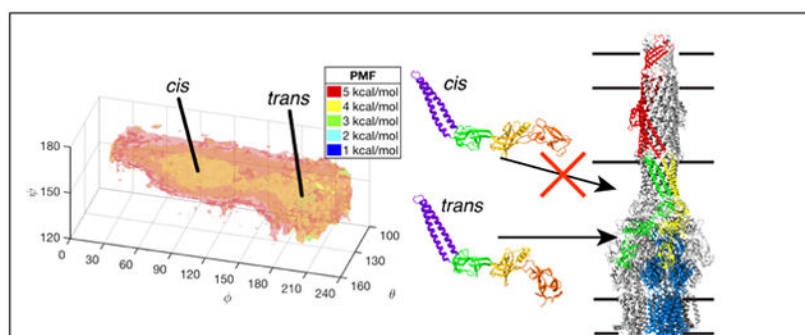 cis
trans
PMF
5 kcal/mol
4 kcal/mol
3 kcal/mol
2 kcal/mol
1 kcal/mol
180
150
120
ψ
0
30
60
90
120
150
180
210
240
ϕ
100
130
160
θ
cis
trans